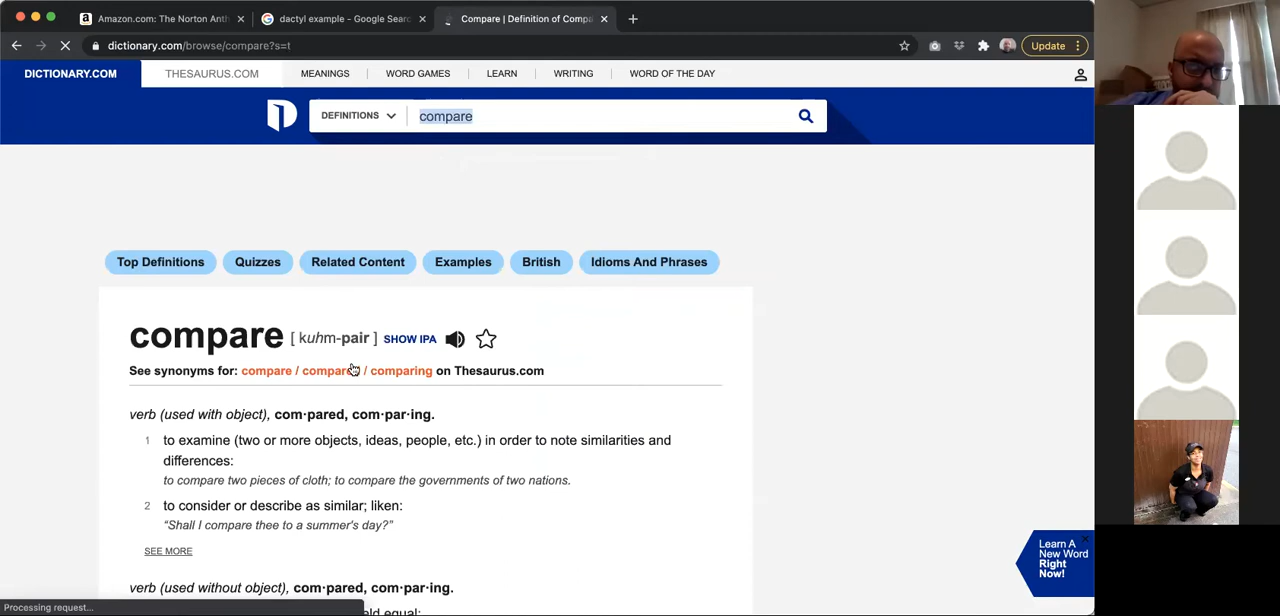 Amazon.com: The Norton Anth
dactyl example - Google Searc
Compare | Definition of Compa
dictionary.com/browse/compare?s=t
Update
DICTIONARY.COM
THESAURUS.COM
MEANINGS
WORD GAMES
LEARN
WRITING
WORD OF THE DAY
DEFINITIONS
compare
Top Definitions
Quizzes
Related Content
Examples
British
Idioms And Phrases
compare [ kuhm-pair ] SHOW IPA
See synonyms for: compare / compare / comparing on Thesaurus.com
verb (used with object), com·pared, com·par·ing.
1 to examine (two or more objects, ideas, people, etc.) in order to note similarities and
differences:
to compare two pieces of cloth; to compare the governments of two nations.
2 to consider or describe as similar; liken:
“Shall I compare thee to a summer's day?”
SEE MORE
verb (used without object), com·pared, com·par·ing.
eld equal:
Learn A
New Word
Right
Now!
Processing request...